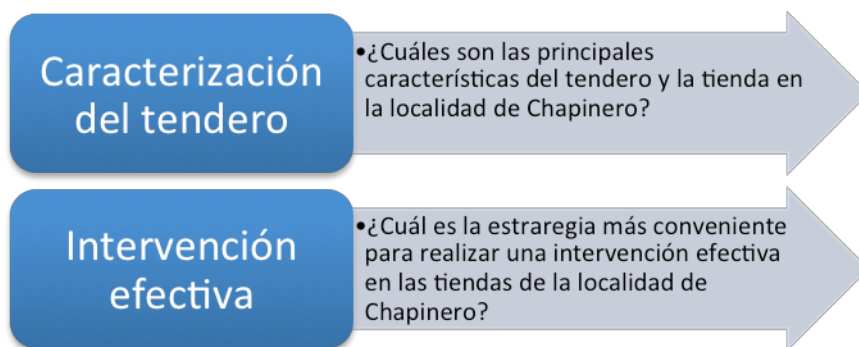 Caracterización
del tendero
•¿Cuáles son las principales
características del tendero y la tienda en
la localidad de Chapinero?
Intervención
efectiva
•¿Cuál es la estraregia más conveniente
para realizar una intervención efectiva
en las tiendas de la localidad de
Chapinero?